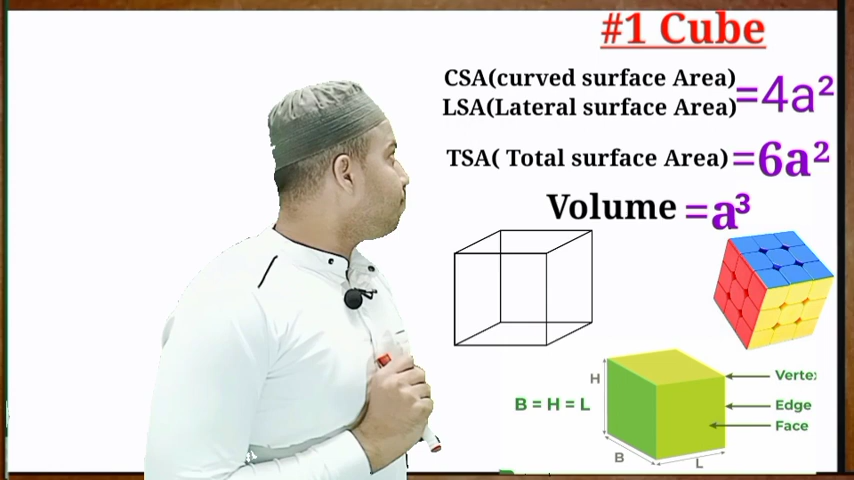 #1 Cube
CSA(curved surface Area)
LSA(Lateral surface Area)
=4a²
TSA( Total surface Area) =6a²
Volume =a³
H
B = H = L
B
L
Vertex
Edge
Face